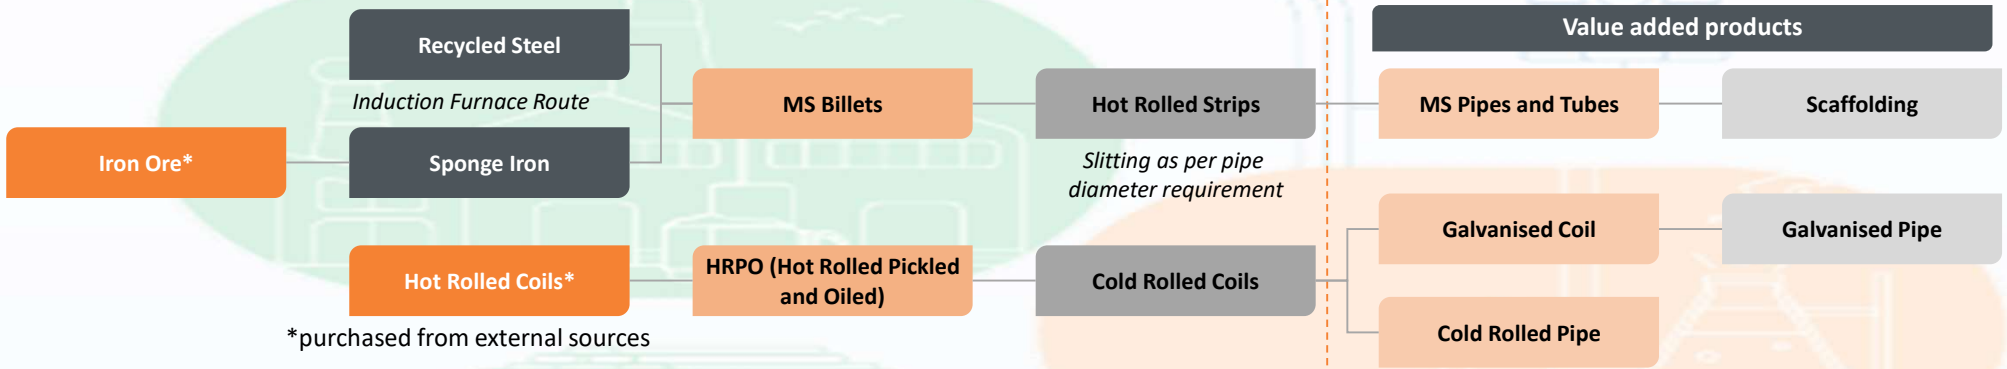 Value added products
Recycled Steel
Induction Furnace Route
Iron Ore*
Sponge Iron
MS Billets
Hot Rolled Strips
Slitting as per pipe
diameter requirement
MS Pipes and Tubes
Scaffolding
Hot Rolled Coils*
HRPO (Hot Rolled Pickled
and Oiled)
Cold Rolled Coils
Galvanised Coil
Galvanised Pipe
Cold Rolled Pipe
*purchased from external sources